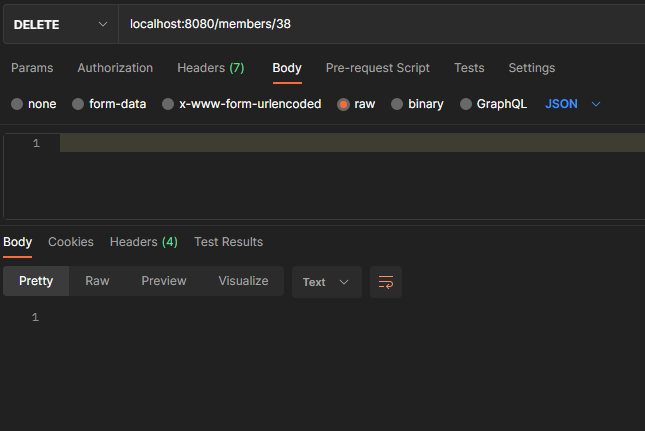 DELETE localhost:8080/members/38
Params Authorization Headers (7) Body Pre-request Script Tests Settings
none form-data x-www-form-urlencoded raw binary GraphQL JSON
1
Body Cookies Headers (4) Test Results
Pretty Raw Preview Visualize Text
1